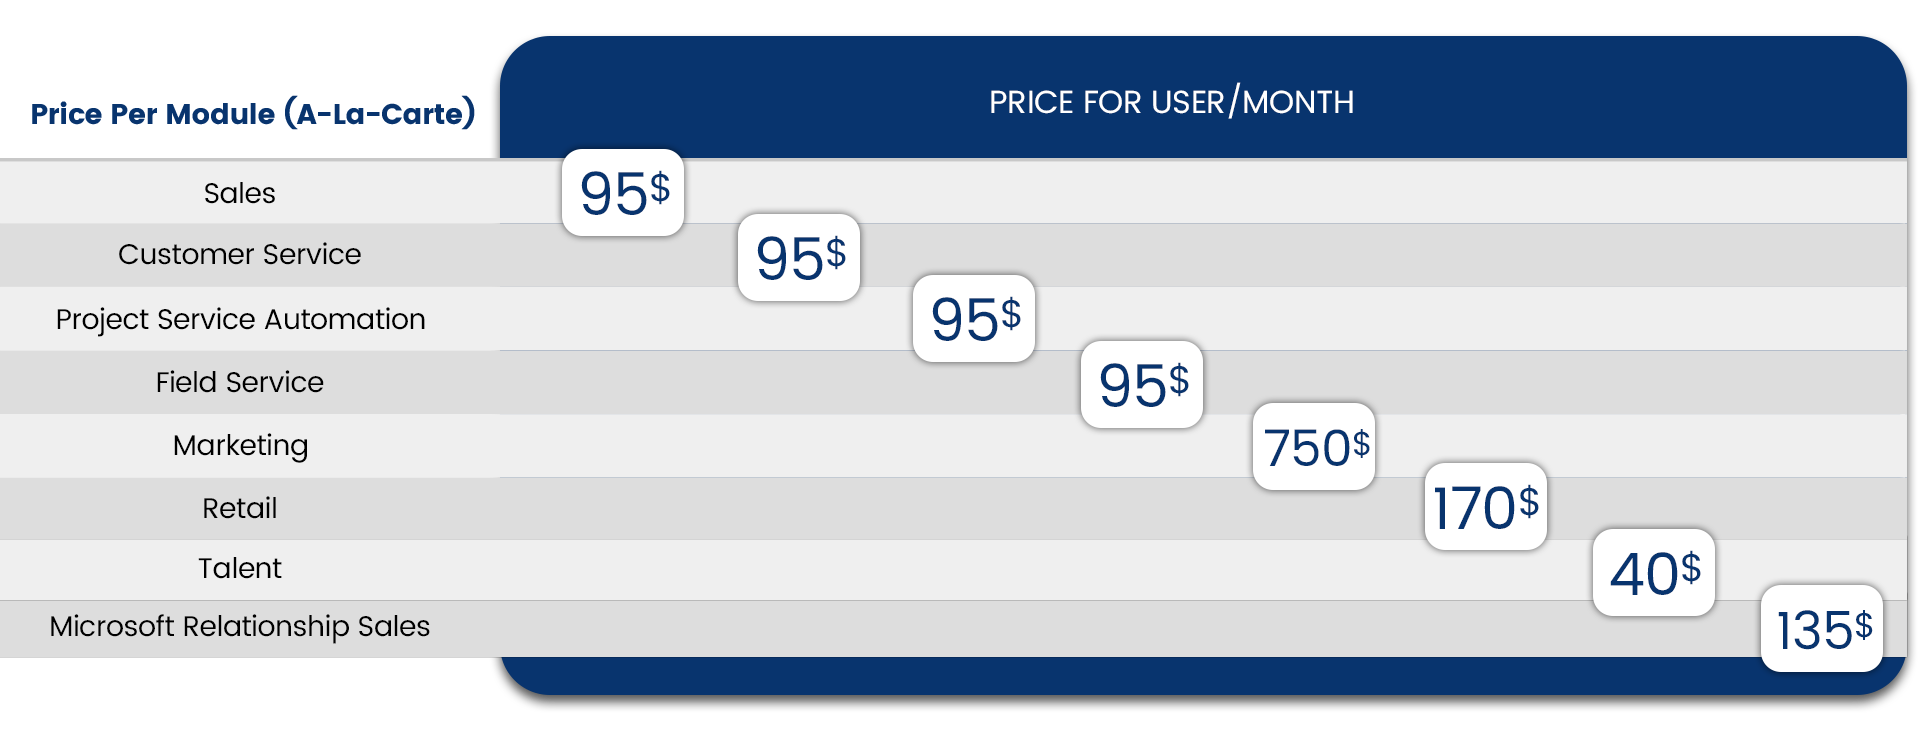 Price Per Module (A-La-Carte)
PRICE FOR USER/MONTH
Sales
95$
Customer Service
95$
Project Service Automation
95$
Field Service
95$
Marketing
750$
Retail
170$
Talent
40$
Microsoft Relationship Sales
135$